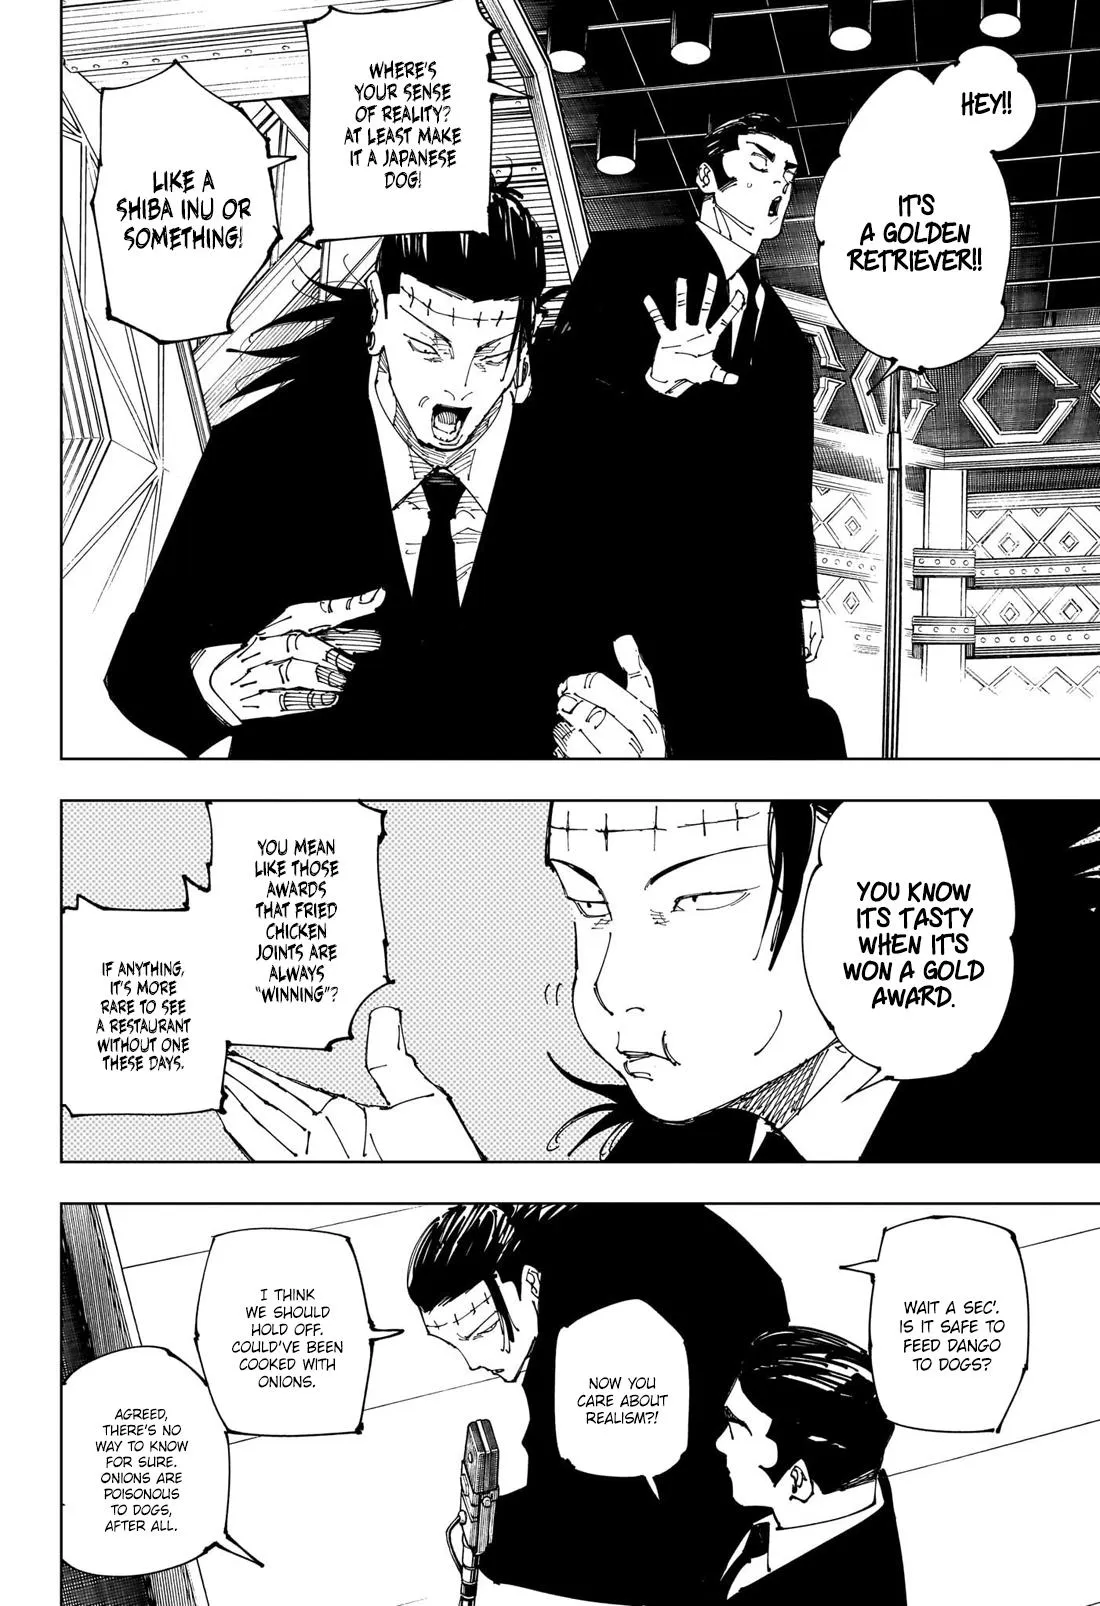 HEY!!
IT'S
A GOLDEN
RETRIEVER!!
WHERE'S
YOUR SENSE
OF REALITY?
AT LEAST MAKE
IT A JAPANESE
DOG!
LIKE A
SHIBA INU OR
SOMETHING!
YOU KNOW
ITS TASTY
WHEN IT'S
WON A GOLD
AWARD.
YOU MEAN
LIKE THOSE
AWARDS
THAT FRIED
CHICKEN
JOINTS ARE
ALWAYS
"WINNING"?
IF ANYTHING,
IT'S MORE
RARE TO SEE
A RESTAURANT
WITHOUT ONE
THESE DAYS.
WAIT A SEC'.
IS IT SAFE TO
FEED DANGO
TO DOGS?
NOW YOU
CARE ABOUT
REALISM?!
I THINK
WE SHOULD
HOLD OFF.
COULD'VE BEEN
COOKED WITH
ONIONS.
AGREED,
THERE'S NO
WAY TO KNOW
FOR SURE.
ONIONS ARE
POISONOUS
TO DOGS,
AFTER ALL.